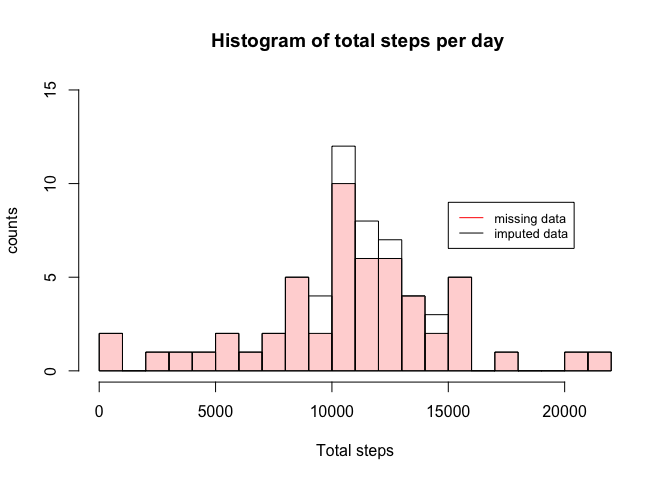 Histogram of total steps per day
counts
15
10
5
0
missing data
imputed data
0 5000 10000 15000 20000
Total steps